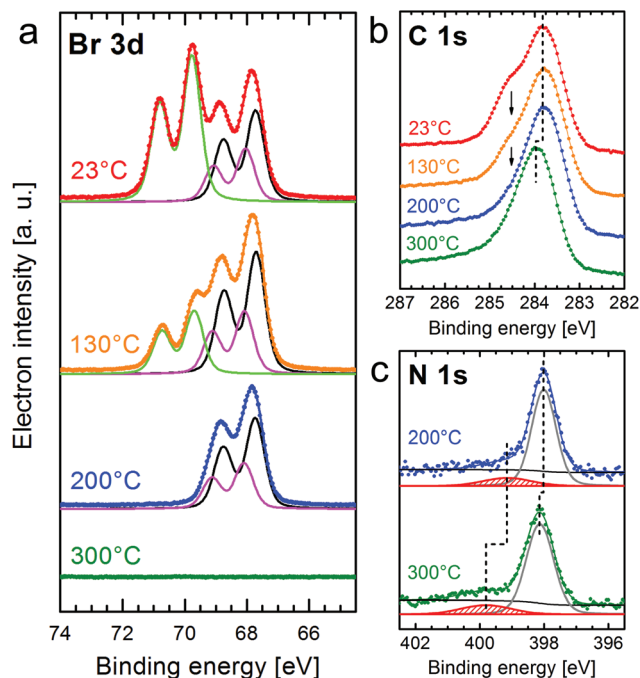 a
Br 3d
23°C
130°C
200°C
300°C
Electron intensity [a. u.]
74 72 70 68 66
Binding energy [eV]
b
C 1s
23°C
130°C
200°C
300°C
287 286 285 284 283 282
Binding energy [eV]
c
N 1s
200°C
300°C
402 400 398 396
Binding energy [eV]